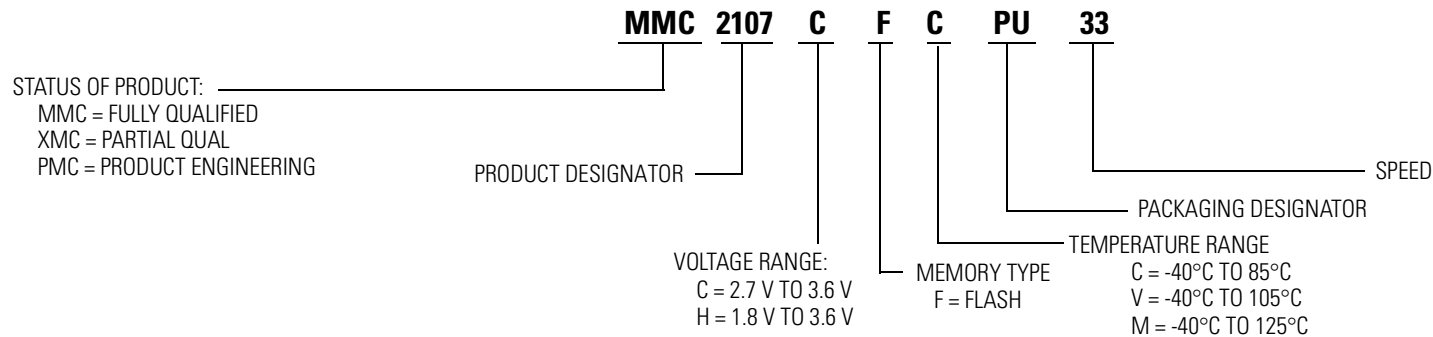 MMC 2107 C F C PU 33
STATUS OF PRODUCT:
MMC = FULLY QUALIFIED
XMC = PARTIAL QUAL
PMC = PRODUCT ENGINEERING
PRODUCT DESIGNATOR
VOLTAGE RANGE:
C = 2.7 V TO 3.6 V
H = 1.8 V TO 3.6 V
MEMORY TYPE
F = FLASH
TEMPERATURE RANGE
C = -40°C TO 85°C
V = -40°C TO 105°C
M = -40°C TO 125°C
PACKAGING DESIGNATOR
SPEED